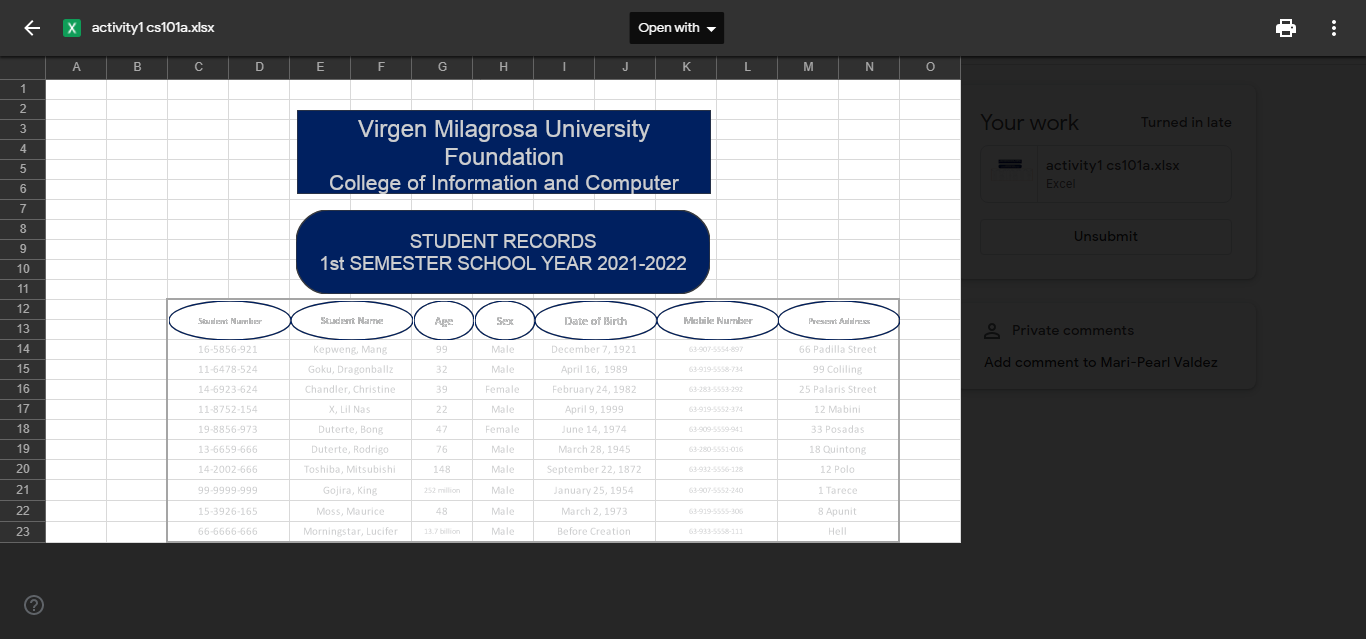 activity1 cs101a.xlsx
Open with
A B C D E F G H I J K L M N O
1
2
3
4
5
6
7
8
9
10
11
12
13
14
15
16
17
18
19
20
21
22
23
Virgen Milagrosa University
Foundation
College of Information and Computer
STUDENT RECORDS
1st SEMESTER SCHOOL YEAR 2021-2022
Student Number Student Name Age Sex Date of Birth Mobile Number Present Address
16-5856-921 Kepweng, Mang 99 Male December 7, 1921 63-907-5554-897 66 Padilla Street
11-6478-524 Goku, Dragonballz 32 Male April 16, 1989 63-919-5558-734 99 Coliling
14-6923-624 Chandler, Christine 39 Female February 24, 1982 63-283-5553-292 25 Palaris Street
11-8752-154 X, Lil Nas 22 Male April 9, 1999 63-919-5552-374 12 Mabini
19-8856-973 Duterte, Bong 47 Female June 14, 1974 63-909-5559-941 33 Posadas
13-6659-666 Duterte, Rodrigo 76 Male March 28, 1945 63-280-5551-016 18 Quintong
14-2002-666 Toshiba, Mitsubishi 148 Male September 22, 1872 63-932-5556-128 12 Polo
99-9999-999 Gojira, King 252 million Male January 25, 1954 63-907-5552-240 1 Tarece
15-3926-165 Moss, Maurice 48 Male March 2, 1973 63-919-5555-306 8 Apunit
66-6666-666 Morningstar, Lucifer 13.7 billion Male Before Creation 63-933-5558-111 Hell
Your work Turned in late
activity1 cs101a.xlsx
Excel
Unsubmit
Private comments
Add comment to Mari-Pearl Valdez